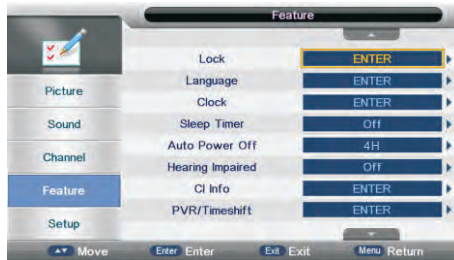 Feature
Picture
Sound
Channel
Feature
Setup
Lock ENTER
Language ENTER
Clock ENTER
Sleep Timer Off
Auto Power Off 4H
Hearing Impaired Off
CI Info ENTER
PVR/Timeshift ENTER
Move Enter Enter Exit Exit Menu Return